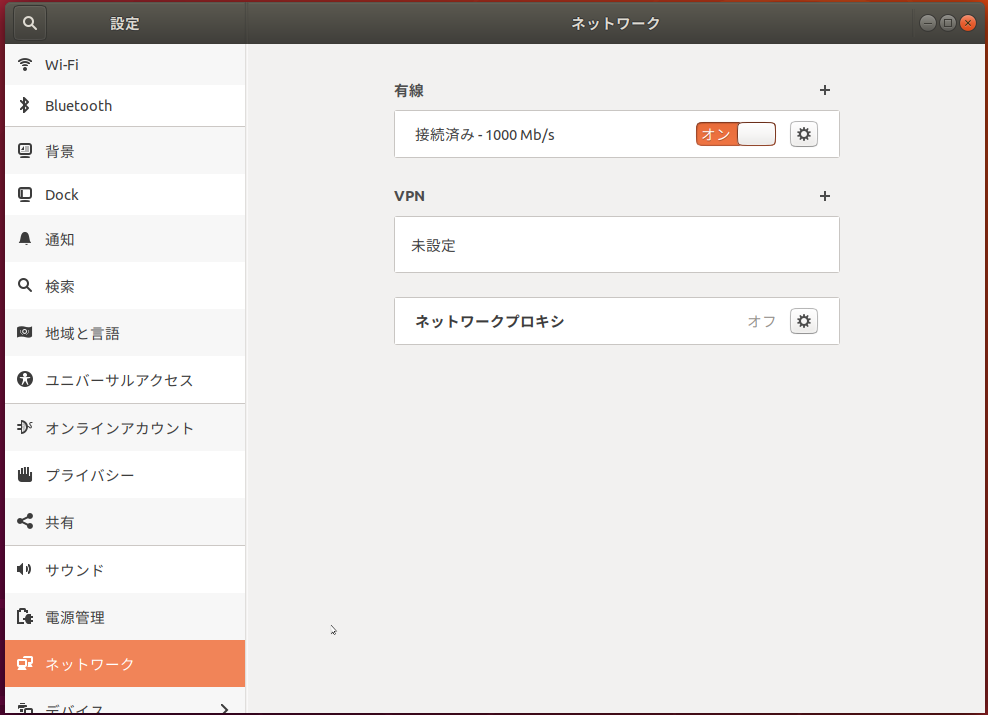 設定
ネットワーク
Wi-Fi
Bluetooth
背景
Dock
通知
検索
地域と言語
ユニバーサルアクセス
オンラインアカウント
プライバシー
共有
サウンド
電源管理
ネットワーク
デバイス
有線
接続済み - 1000 Mb/s
オン
VPN
未設定
ネットワークプロキシ
オフ